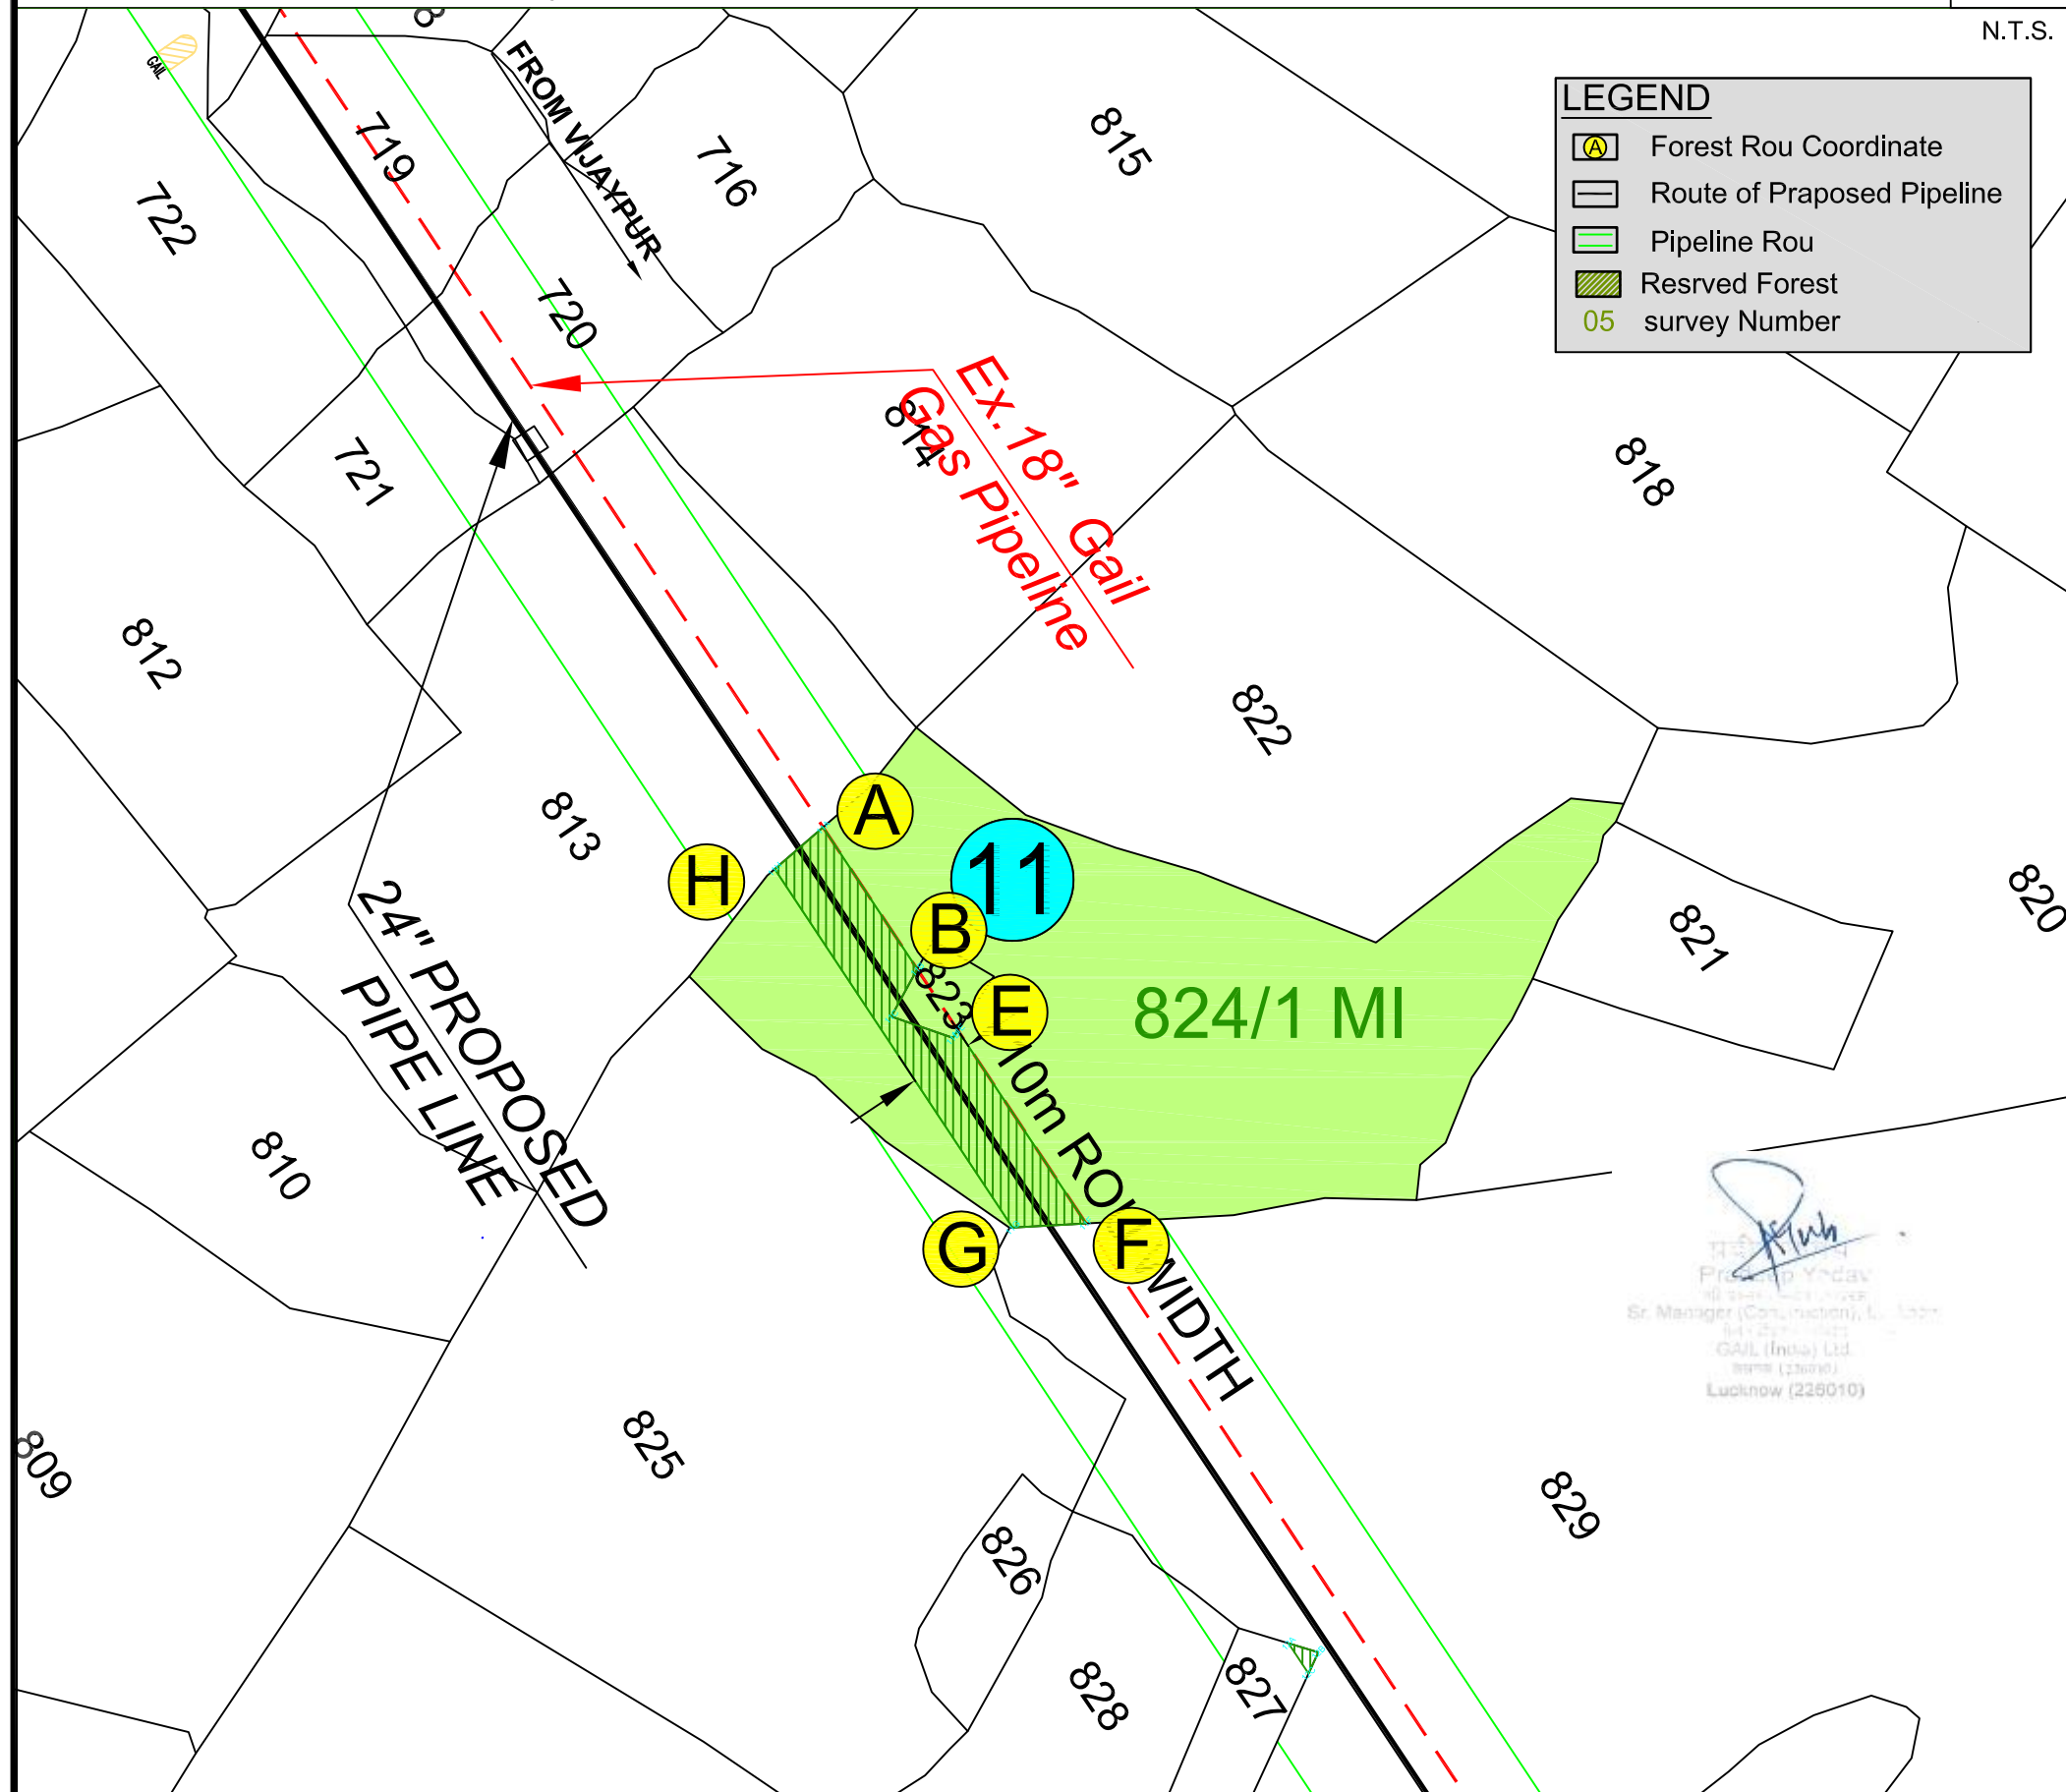 N.T.S.
LEGEND
A Forest Rou Coordinate
Route of Praposed Pipeline
Pipeline Rou
Resrved Forest
05 survey Number
8
GAIL
FROM VIJAYPUR
719
716
815
722
720
Ex.18" Gail
Gas Pipeline
814
818
721
812
822
813
A
H
11
B
823
E
824/1 MI
821
820
24" PROPOSED
PIPE LINE
10m ROU WIDTH
810
G
F
Pradeep Yadav
Sr. Manager (Construction),
GAIL (India) Ltd.
Lucknow (226010)
809
825
829
826
828
827